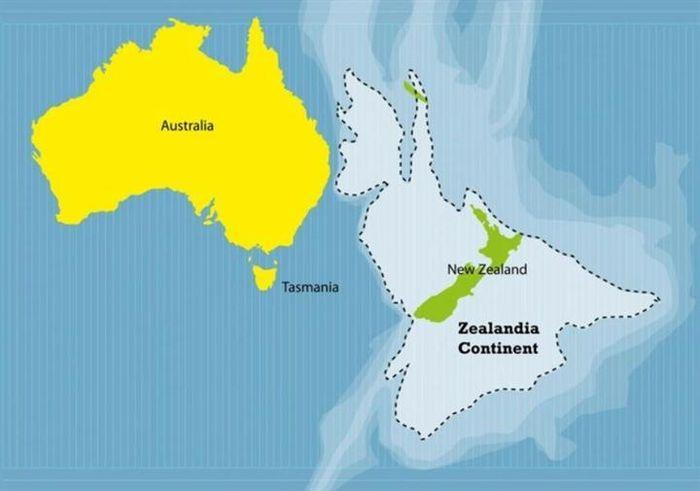 Australia
Tasmania
New Zealand
Zealandia
Continent